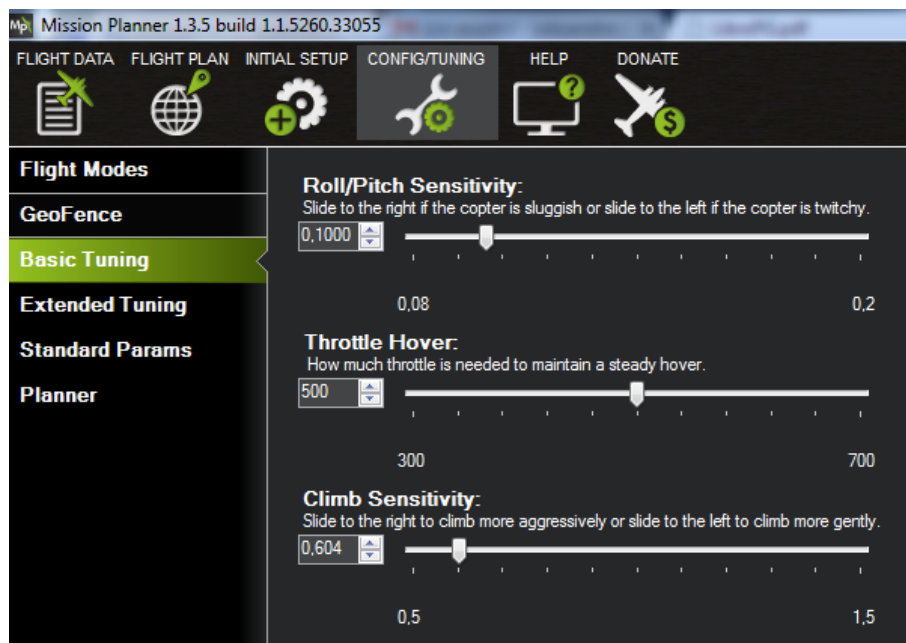 Mission Planner 1.3.5 build 1.1.5260.33055
FLIGHT DATA FLIGHT PLAN INITIAL SETUP CONFIG/TUNING HELP DONATE
Flight Modes
GeoFence
Basic Tuning
Extended Tuning
Standard Params
Planner
Roll/Pitch Sensitivity:
Slide to the right if the copter is sluggish or slide to the left if the copter is twitchy.
0,1000
0,08 0,2
Throttle Hover:
How much throttle is needed to maintain a steady hover.
500
300 700
Climb Sensitivity:
Slide to the right to climb more aggressively or slide to the left to climb more gently.
0,604
0,5 1,5